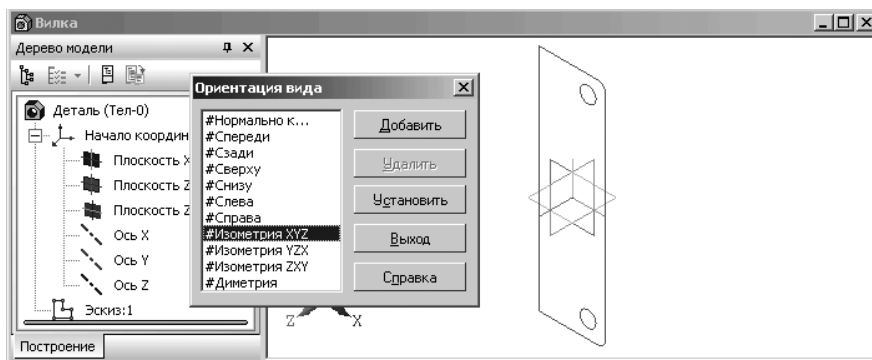 Вилка
Дерево модели
Ориентация вида
Деталь (Тел-0)
Начало координ
Плоскость X
Плоскость Z
Плоскость Z
Ось X
Ось Y
Ось Z
Эскиз:1
Построение
#Нормально к...
#Спереди
#Сзади
#Сверху
#Снизу
#Слева
#Справа
#Изометрия XYZ
#Изометрия YZX
#Изометрия ZXY
#Диметрия
Добавить
Удалить
Установить
Выход
Справка
Z
X